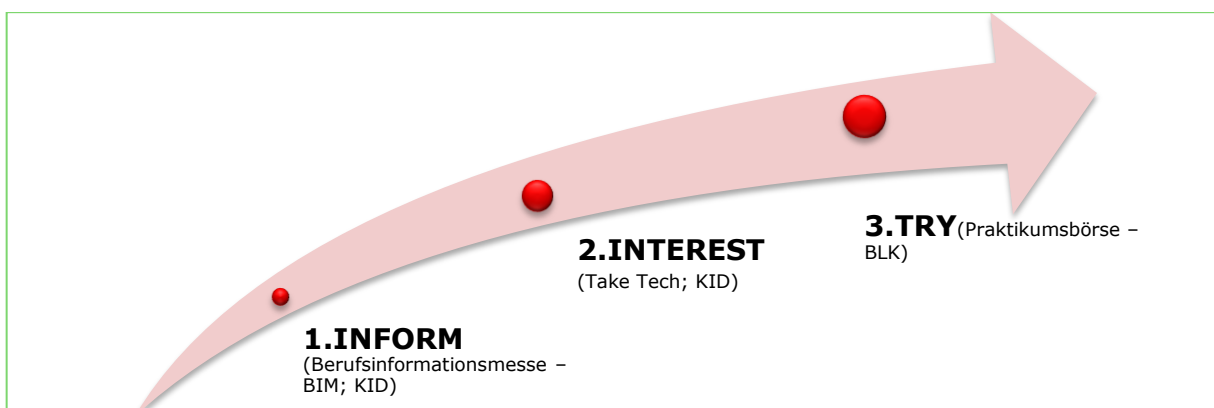 1.INFORM
(Berufsinformationsmesse –
BIM; KID)
2.INTEREST
(Take Tech; KID)
3.TRY(Praktikumsbörse –
BLK)